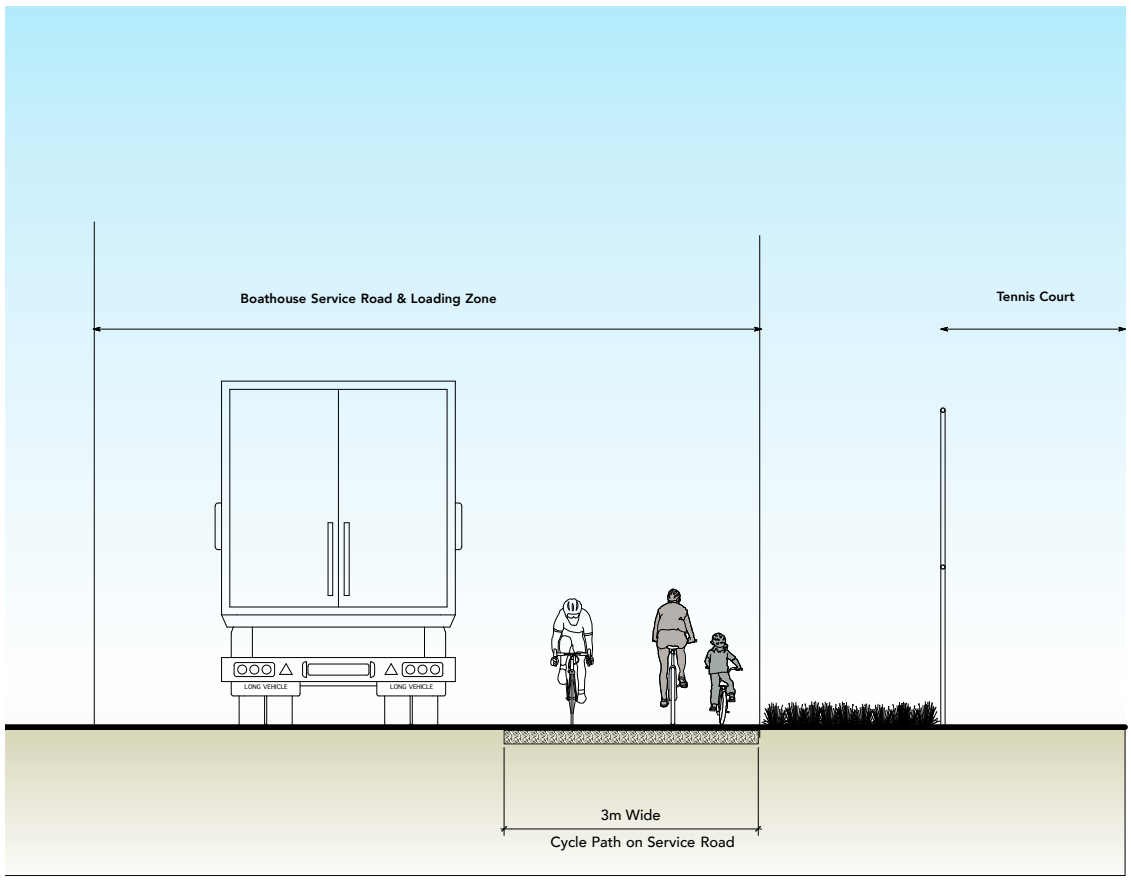 Boathouse Service Road & Loading Zone
Tennis Court
LONG VEHICLE
LONG VEHICLE
3m Wide
Cycle Path on Service Road